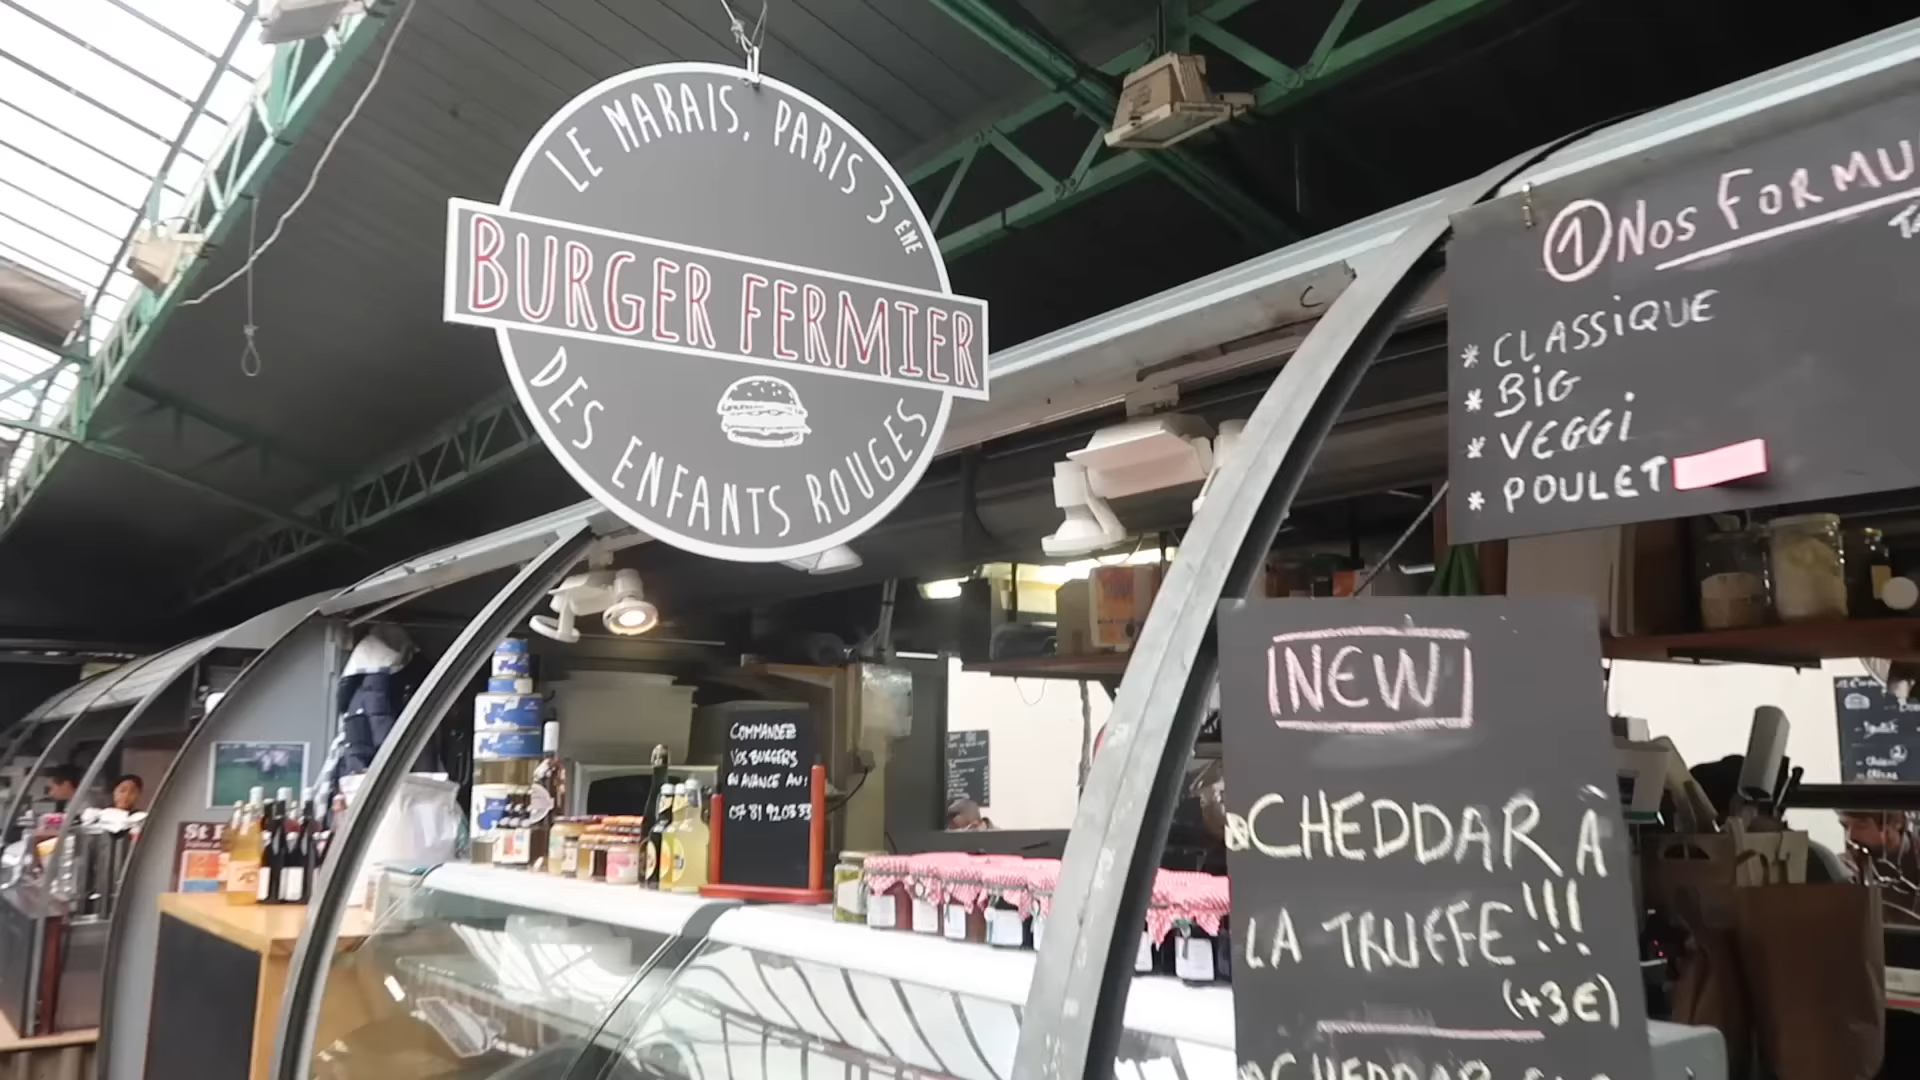 LE MARAIS, PARIS 3 ÈME
BURGER FERMIER
DES ENFANTS ROUGES
1 NOS FORMU
* CLASSIQUE
* BIG
* VEGGI
* POULET
NEW
CHEDDAR À
LA TRUFFE!!!
(+3€)
CHEDDAR
COMMANDEZ
VOS BURGERS
EN AVANCE AU: